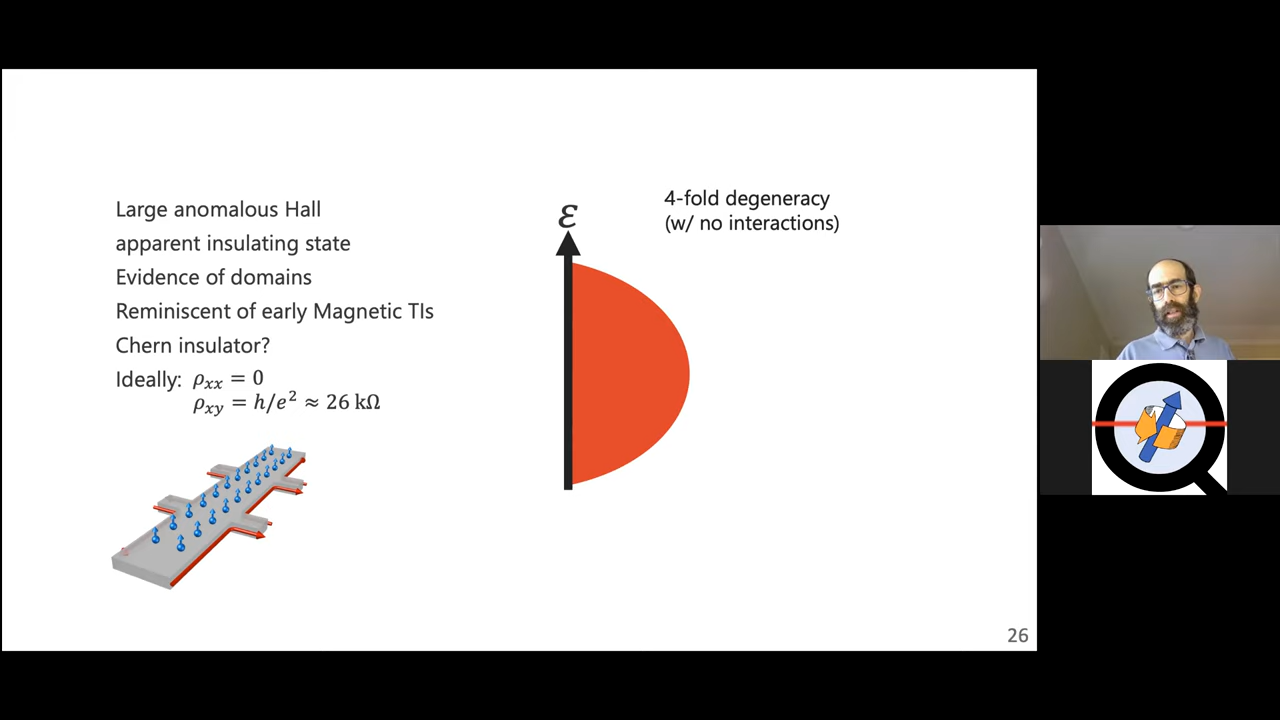 Large anomalous Hall
apparent insulating state
Evidence of domains
Reminiscent of early Magnetic TIs
Chern insulator?
Ideally: ρxx = 0
ρxy = h/e² ≈ 26 kΩ
ε
4-fold degeneracy
(w/ no interactions)
26